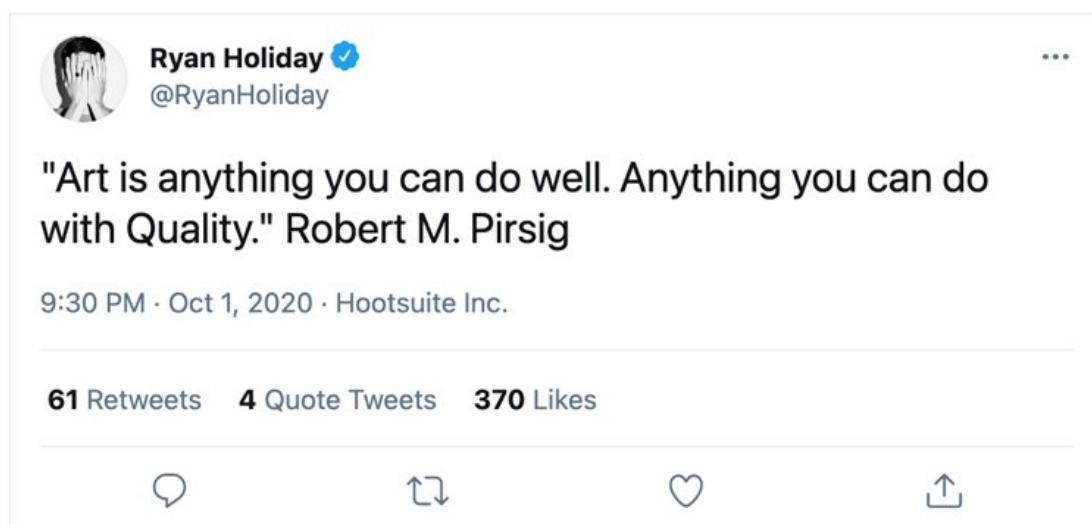 Ryan Holiday
@RyanHoliday
"Art is anything you can do well. Anything you can do
with Quality." Robert M. Pirsig
9:30 PM · Oct 1, 2020 · Hootsuite Inc.
61 Retweets 4 Quote Tweets 370 Likes